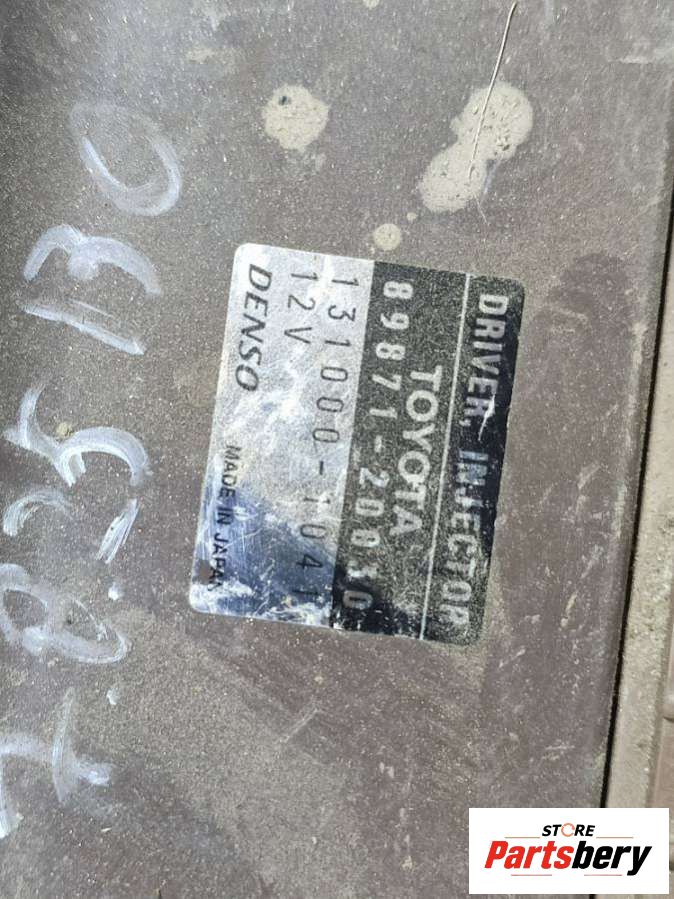 DRIVER, INJECTOR
TOYOTA
89871-20030
131000-1041
12V
DENSO MADE IN JAPAN
STORE
Partsbery